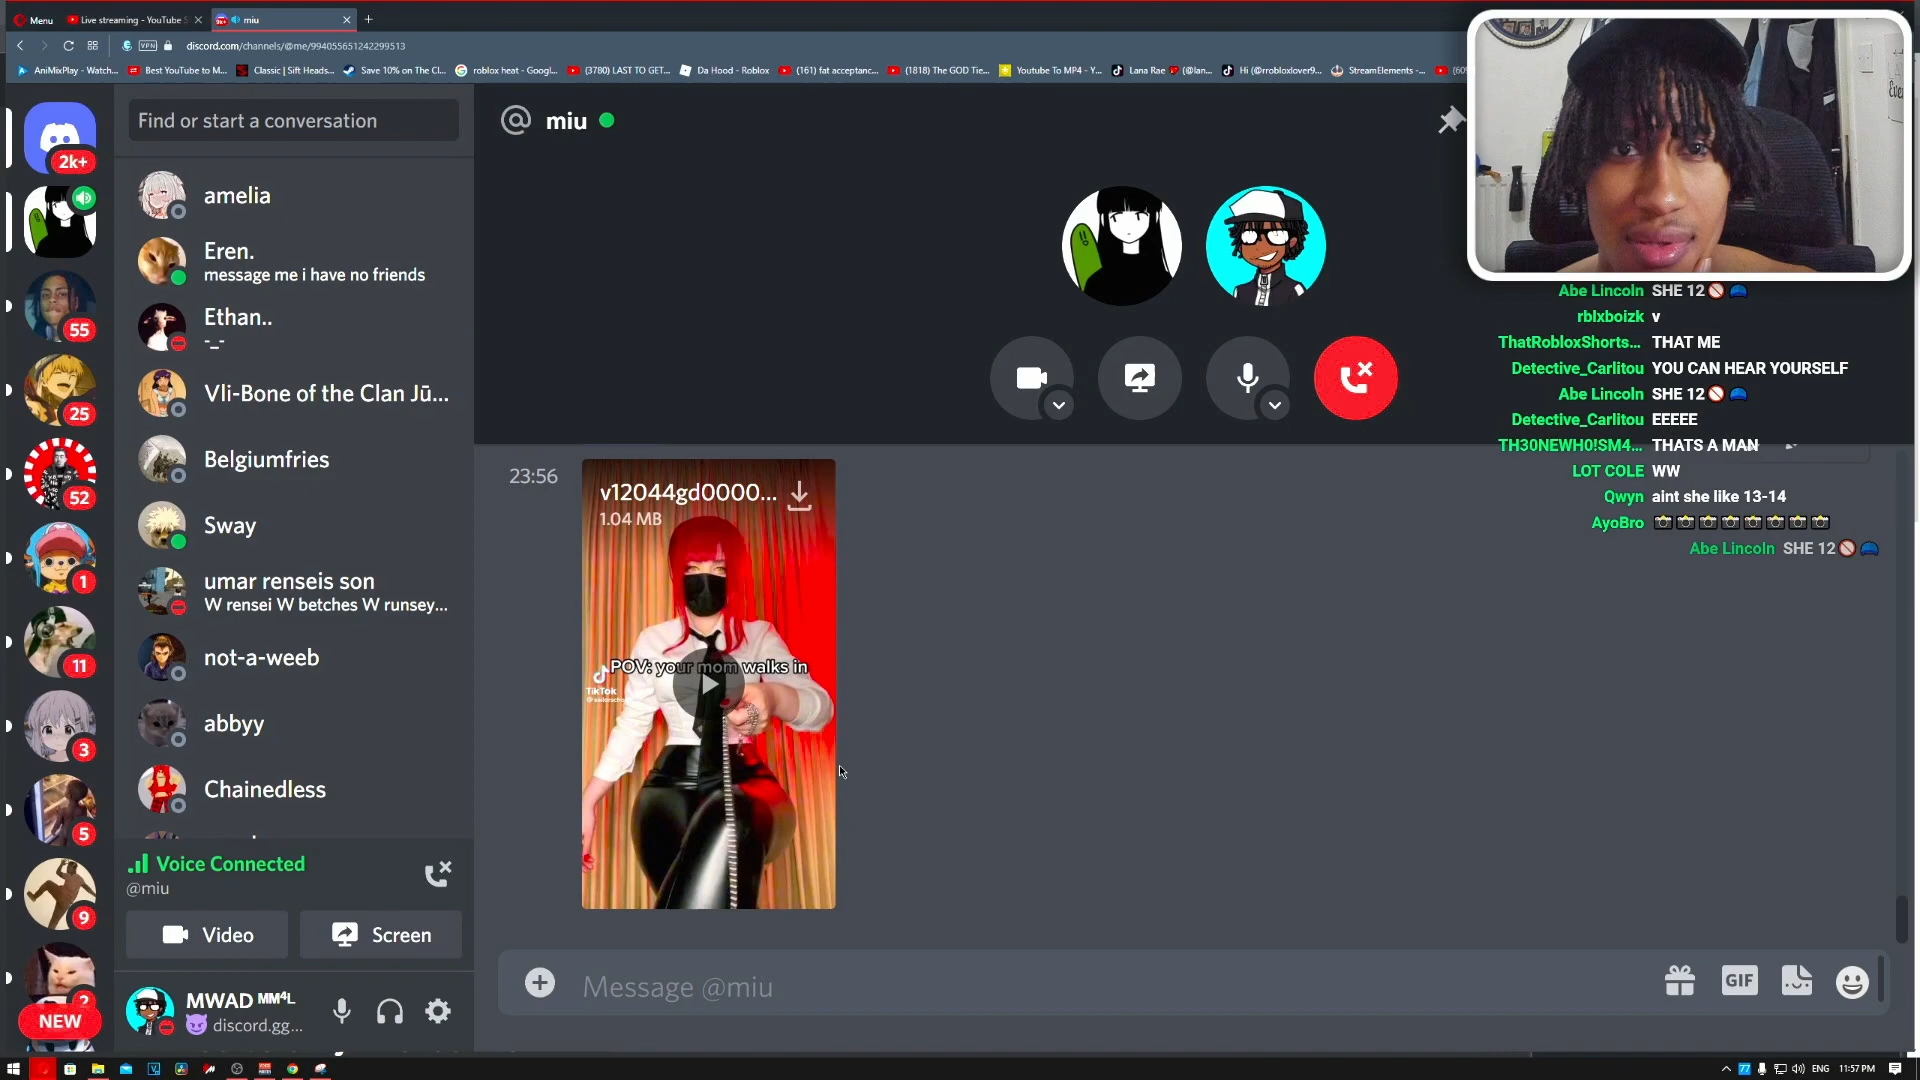 Menu
Live streaming - YouTube S
miu
VPN
discord.com/channels/@me/994055651242299513
AniMixPlay - Watch...
Best YouTube to M...
Classic | Sift Heads...
Save 10% on The Cl...
roblox heat - Googl...
(3780) LAST TO GET...
Da Hood - Roblox
(161) fat acceptanc...
(1818) The GOD Tie...
Youtube To MP4 - Y...
Lana Rae
(@lan...
Hi (@rrobloxlover9...
StreamElements -...
2k+
55
25
52
1
11
3
5
9
2
NEW
Find or start a conversation
amelia
Eren.
message me i have no friends
Ethan..
-_-
Vli-Bone of the Clan Jū...
Belgiumfries
Sway
umar renseis son
W rensei W betches W runsey...
not-a-weeb
abbyy
Chainedless
Voice Connected
@miu
Video
Screen
MWAD ᴹᴹ⁴L
discord.gg...
@ miu
23:56
v12044gd0000...
1.04 MB
POV: your mom walks in
TikTok
Message @miu
GIF
Abe Lincoln SHE 12🚫🧢
rblxboizk v
ThatRobloxShorts... THAT ME
Detective_Carlitou YOU CAN HEAR YOURSELF
Abe Lincoln SHE 12🚫🧢
Detective_Carlitou EEEEE
TH30NEWH0!SM4... THATS A MAN
LOT COLE WW
Qwyn aint she like 13-14
AyoBro 📸📸📸📸📸📸📸📸
Abe Lincoln SHE 12🚫🧢
77
ENG
11:57 PM